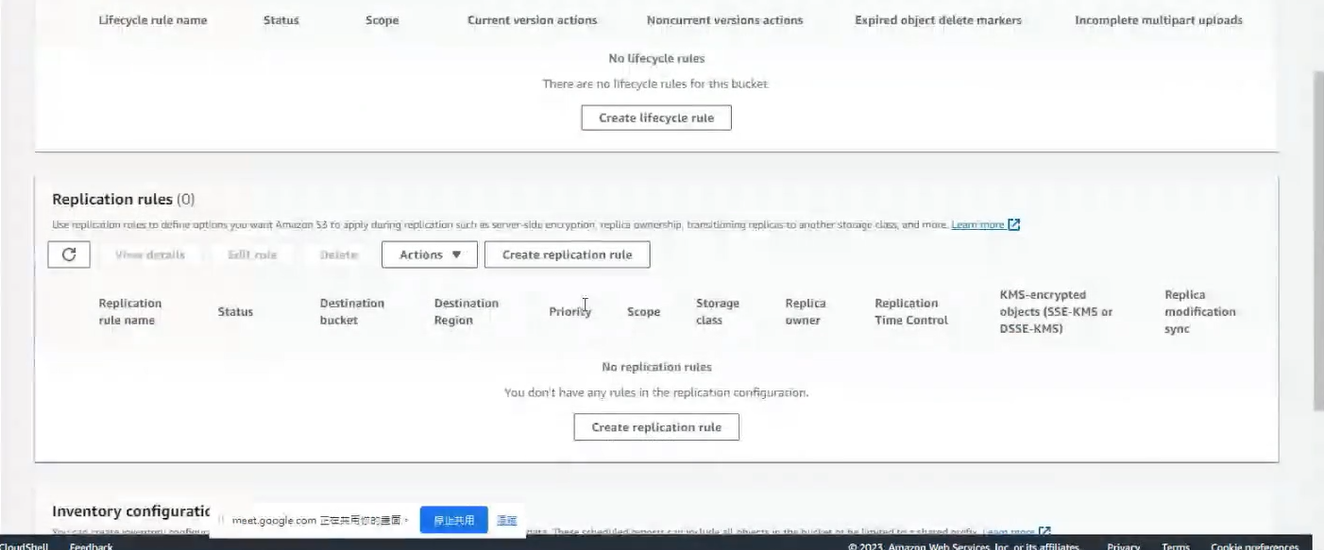 Lifecycle rule name Status Scope Current version actions Noncurrent versions actions Expired object delete markers Incomplete multipart uploads
No lifecycle rules
There are no lifecycle rules for this bucket.
Create lifecycle rule
Replication rules (0)
Use replication rules to define options you want Amazon S3 to apply during replication such as server-side encryption, replica ownership, transitioning replicas to another storage class, and more. Learn more
View details Edit rule Delete Actions Create replication rule
Replication rule name Status Destination bucket Destination Region Priority Scope Storage class Replica owner Replication Time Control KMS-encrypted objects (SSE-KMS or DSSE-KMS) Replica modification sync
No replication rules
You don't have any rules in the replication configuration.
Create replication rule
Inventory configuratio
meet.google.com 正在共用你的畫面。 停止共用 隱藏
You can create inventory configur data. These scheduled reports can include all objects in the bucket or be limited to a shared prefix. Learn more
CloudShell Feedback © 2023, Amazon Web Services, Inc. or its affiliates. Privacy Terms Cookie preferences